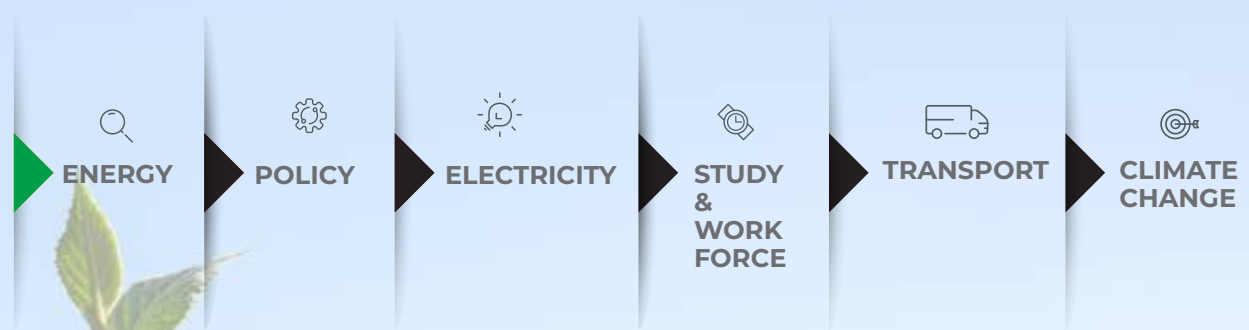 ENERGY
POLICY
ELECTRICITY
STUDY
&
WORK
FORCE
TRANSPORT
CLIMATE
CHANGE